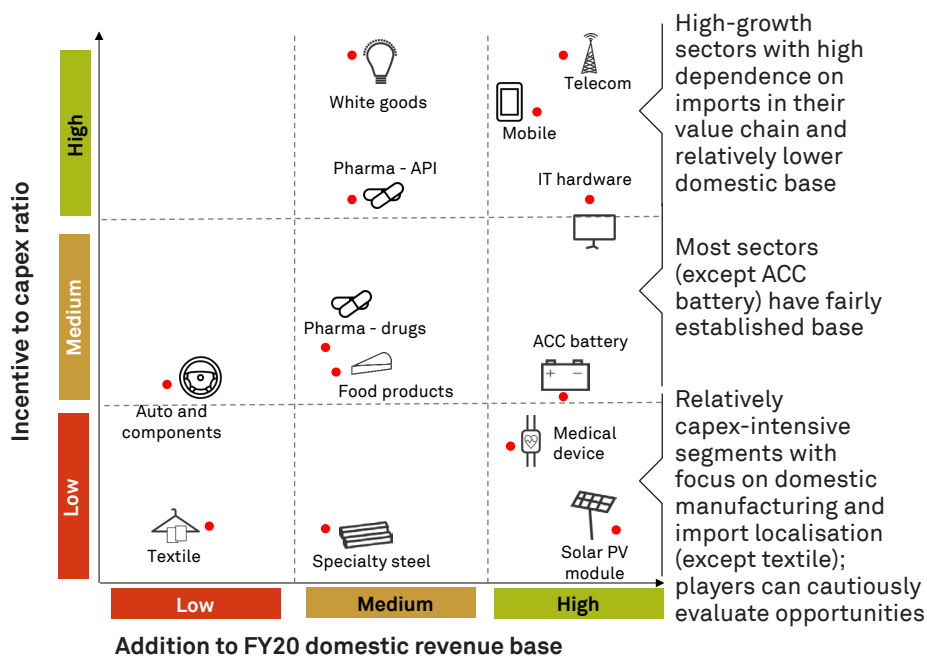 Incentive to capex ratio
High
Medium
Low
White goods
Telecom
Mobile
Pharma - API
IT hardware
Pharma - drugs
Food products
ACC battery
Auto and
components
Medical
device
Textile
Specialty steel
Solar PV
module
High-growth
sectors with high
dependence on
imports in their
value chain and
relatively lower
domestic base
Most sectors
(except ACC
battery) have fairly
established base
Relatively
capex-intensive
segments with
focus on domestic
manufacturing and
import localisation
(except textile);
players can cautiously
evaluate opportunities
Low
Medium
High
Addition to FY20 domestic revenue base